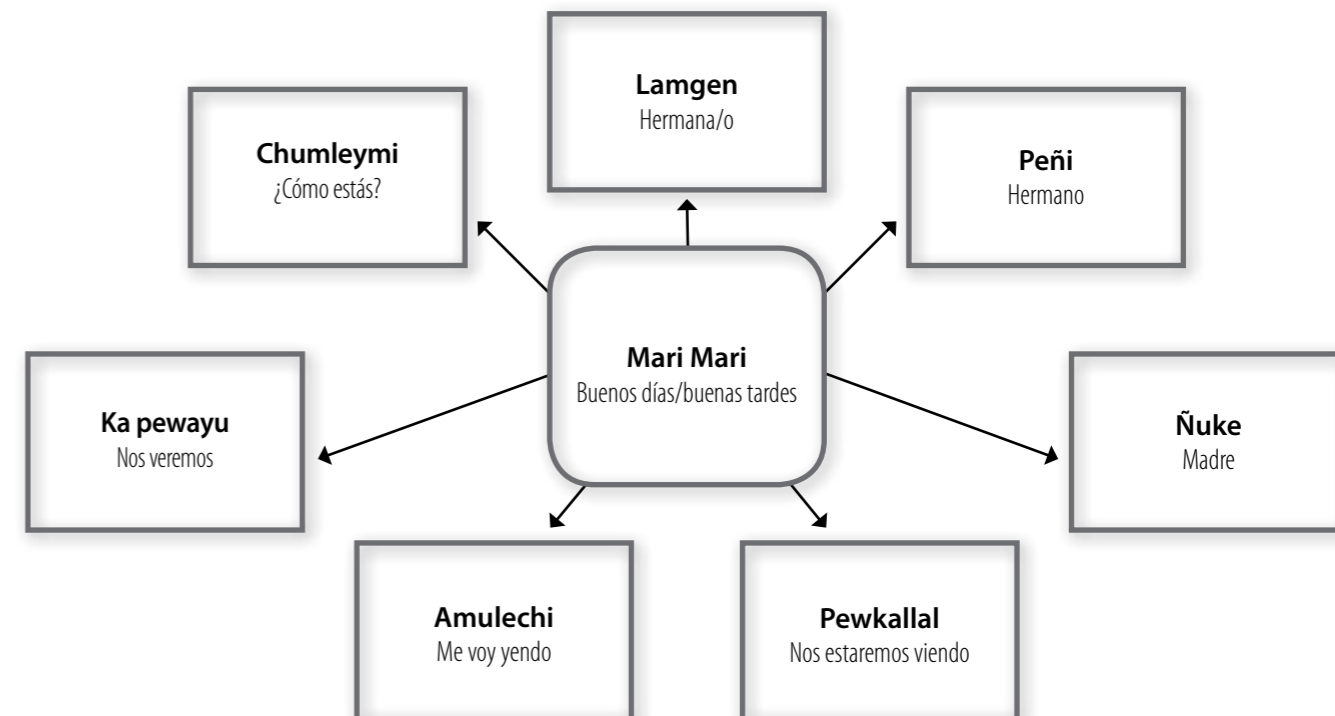 Lamgen
Hermana/o
Chumleymi
¿Cómo estás?
Peñi
Hermano
Mari Mari
Buenos días/buenas tardes
Ka pewayu
Nos veremos
Ñuke
Madre
Amulechi
Me voy yendo
Pewkallal
Nos estaremos viendo